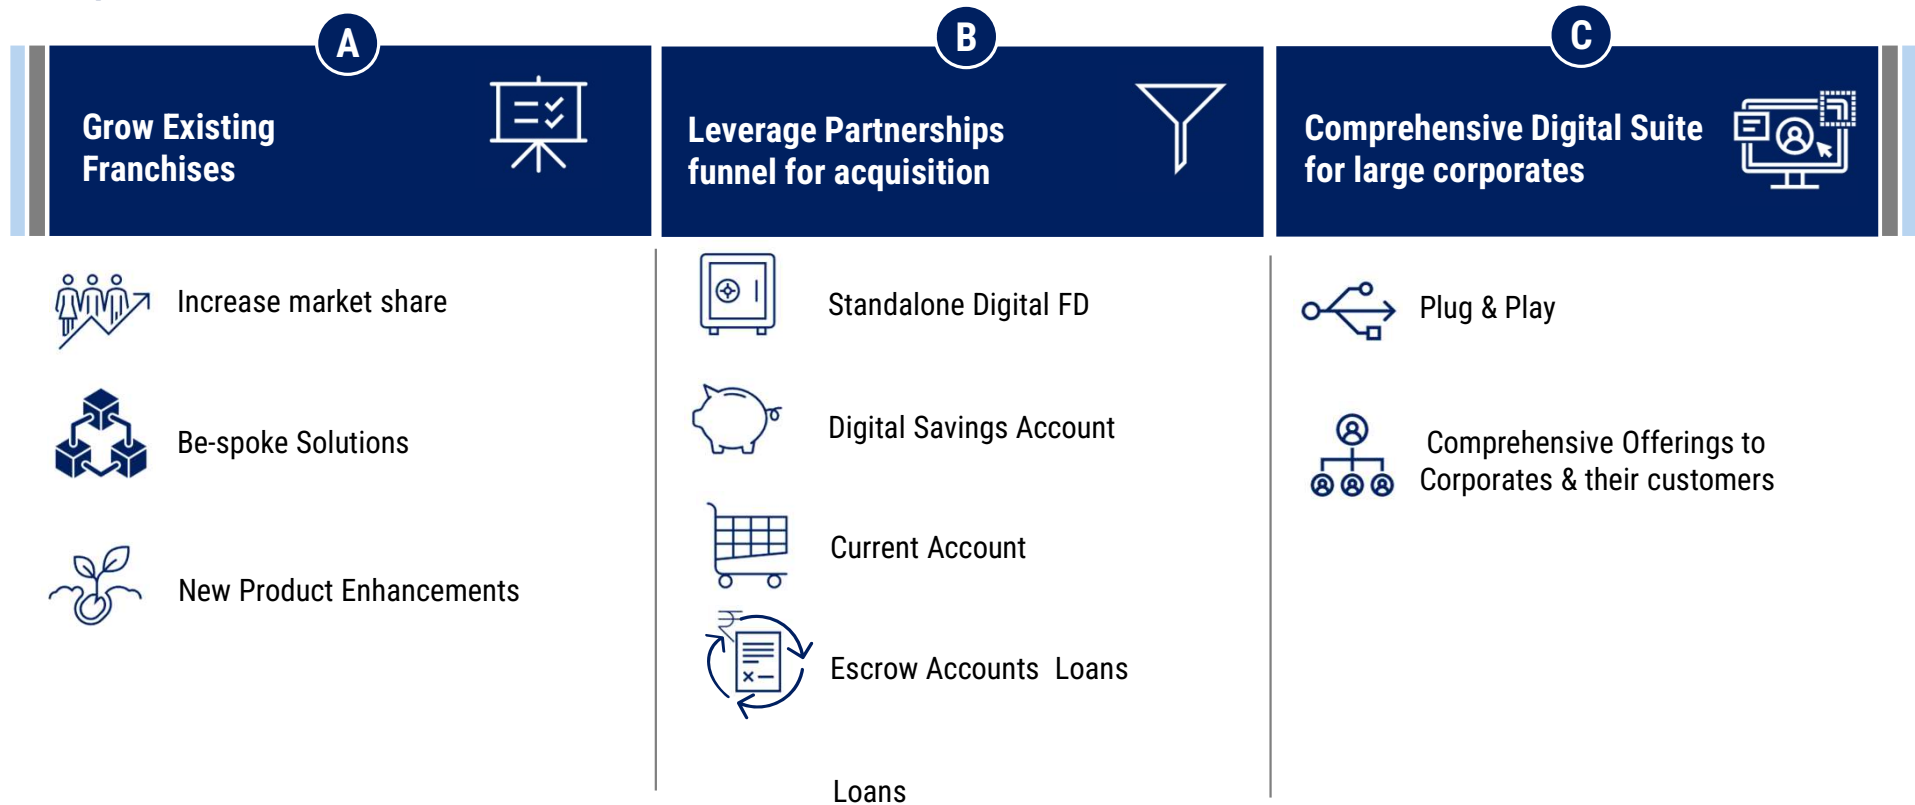 A
Grow Existing
Franchises
Increase market share
Be-spoke Solutions
New Product Enhancements
B
Leverage Partnerships
funnel for acquisition
Standalone Digital FD
Digital Savings Account
Current Account
₹
Escrow Accounts  Loans
Loans
C
Comprehensive Digital Suite
for large corporates
Plug & Play
Comprehensive Offerings to
Corporates & their customers